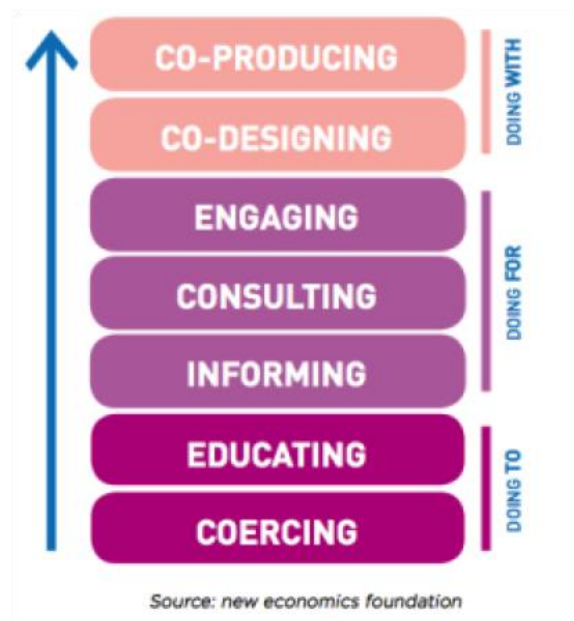 CO-PRODUCING
CO-DESIGNING
DOING WITH
ENGAGING
CONSULTING
INFORMING
DOING FOR
EDUCATING
COERCING
DOING TO
Source: new economics foundation